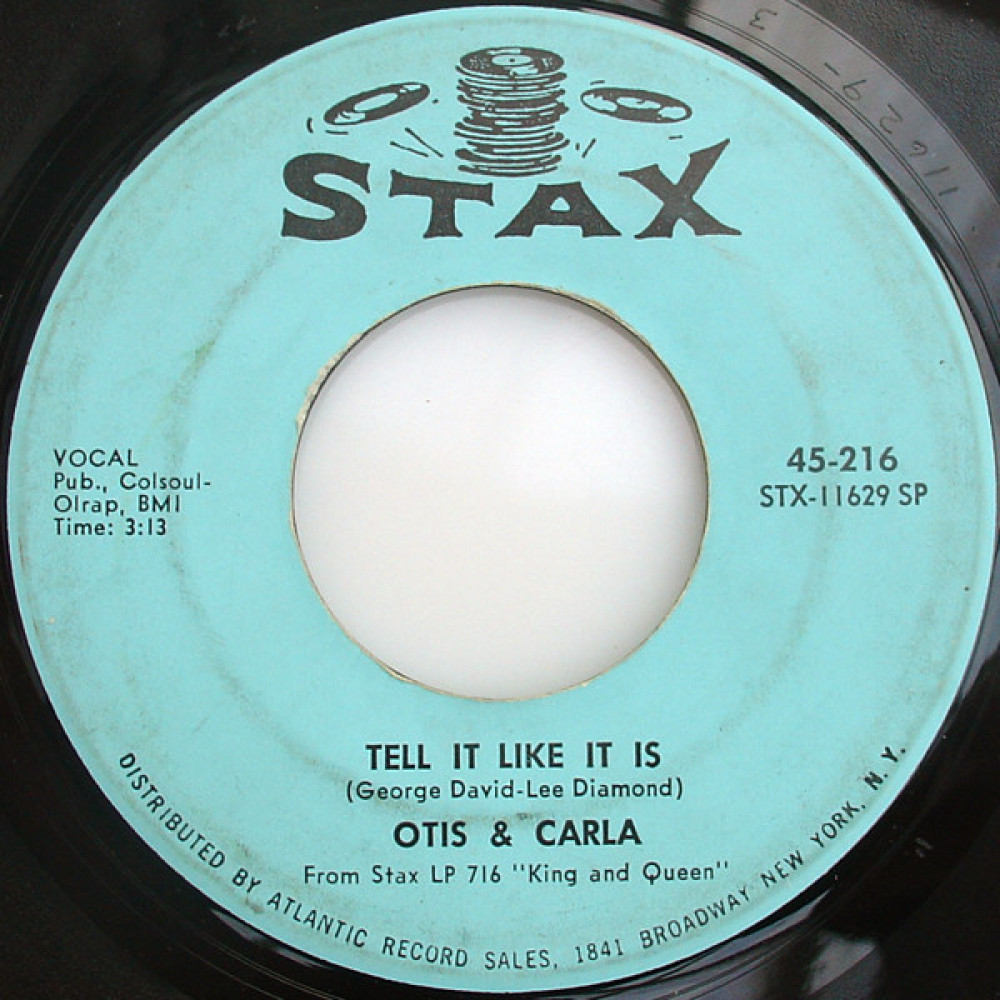 STAX
VOCAL
Pub., Colsoul-
Olrap, BMI
Time: 3:13
45-216
STX-11629 SP
TELL IT LIKE IT IS
(George David-Lee Diamond)
OTIS & CARLA
From Stax LP 716 "King and Queen"
DISTRIBUTED BY ATLANTIC RECORD SALES, 1841 BROADWAY NEW YORK, N. Y.